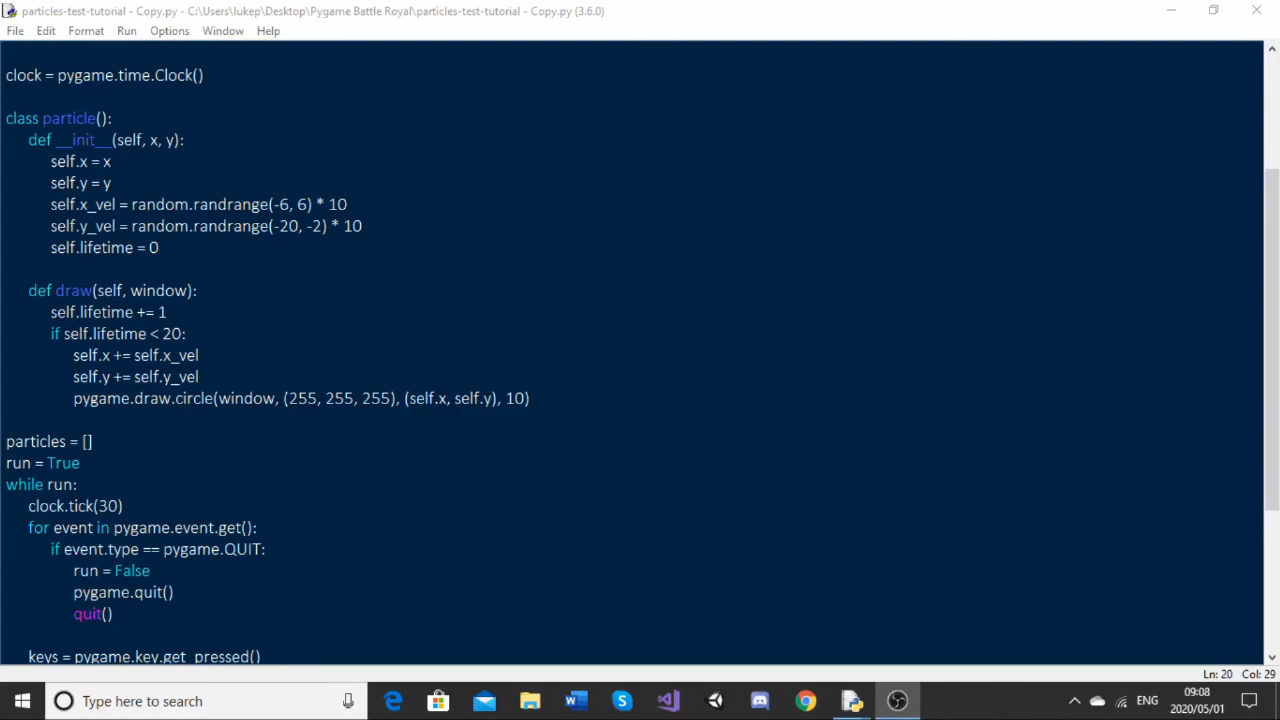 particles-test-tutorial - Copy.py - C:\Users\lukep\Desktop\Pygame Battle Royal\particles-test-tutorial - Copy.py (3.6.0)
File Edit Format Run Options Window Help
clock = pygame.time.Clock()
class particle():
def __init__(self, x, y):
self.x = x
self.y = y
self.x_vel = random.randrange(-6, 6) * 10
self.y_vel = random.randrange(-20, -2) * 10
self.lifetime = 0
def draw(self, window):
self.lifetime += 1
if self.lifetime < 20:
self.x += self.x_vel
self.y += self.y_vel
pygame.draw.circle(window, (255, 255, 255), (self.x, self.y), 10)
particles = []
run = True
while run:
clock.tick(30)
for event in pygame.event.get():
if event.type == pygame.QUIT:
run = False
pygame.quit()
quit()
keys = pygame.key.get_pressed()
Ln: 20 Col: 29
Type here to search
ENG
09:08
2020/05/01